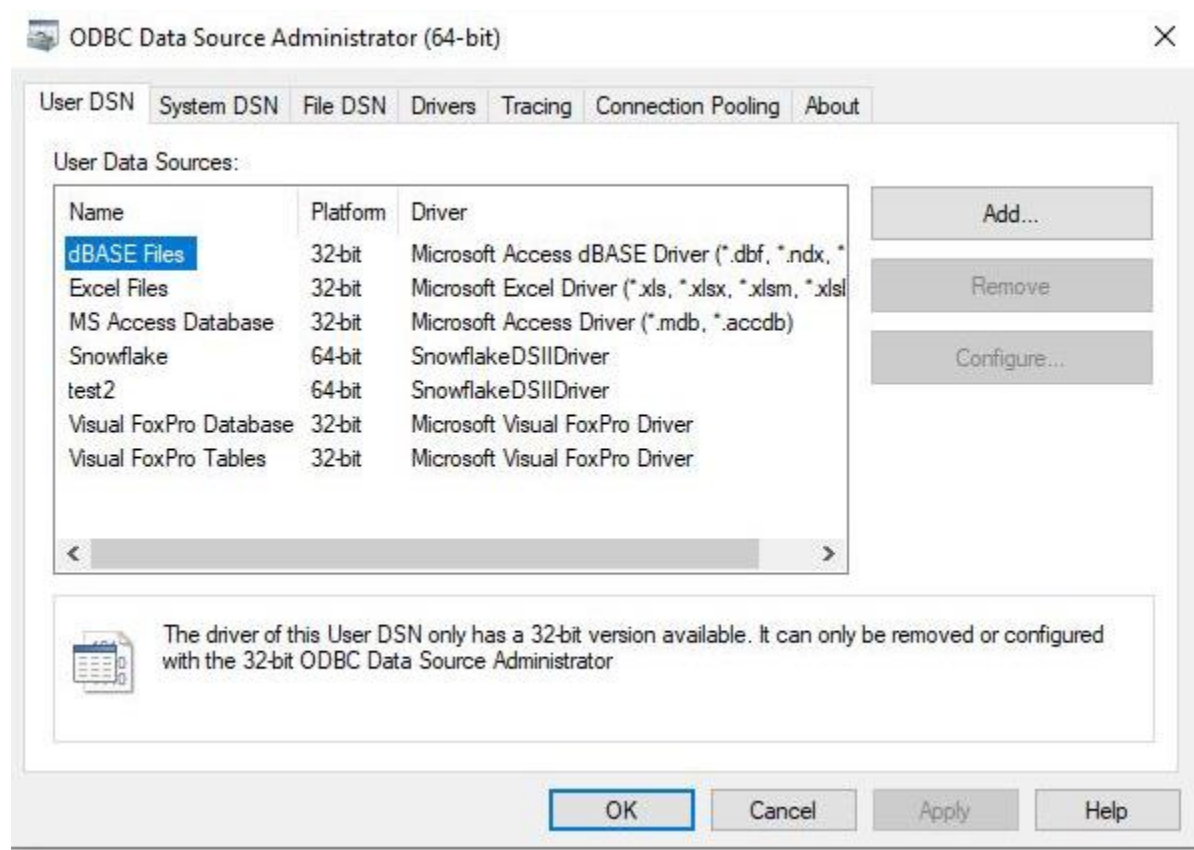 ODBC Data Source Administrator (64-bit)
User DSN System DSN File DSN Drivers Tracing Connection Pooling About
User Data Sources:
Name Platform Driver
dBASE Files 32-bit Microsoft Access dBASE Driver (*.dbf, *.ndx, *
Excel Files 32-bit Microsoft Excel Driver (*.xls, *.xlsx, *.xlsm, *.xlsl
MS Access Database 32-bit Microsoft Access Driver (*.mdb, *.accdb)
Snowflake 64-bit SnowflakeDSIIDriver
test2 64-bit SnowflakeDSIIDriver
Visual FoxPro Database 32-bit Microsoft Visual FoxPro Driver
Visual FoxPro Tables 32-bit Microsoft Visual FoxPro Driver
Add...
Remove
Configure...
The driver of this User DSN only has a 32-bit version available. It can only be removed or configured
with the 32-bit ODBC Data Source Administrator
OK Cancel Apply Help